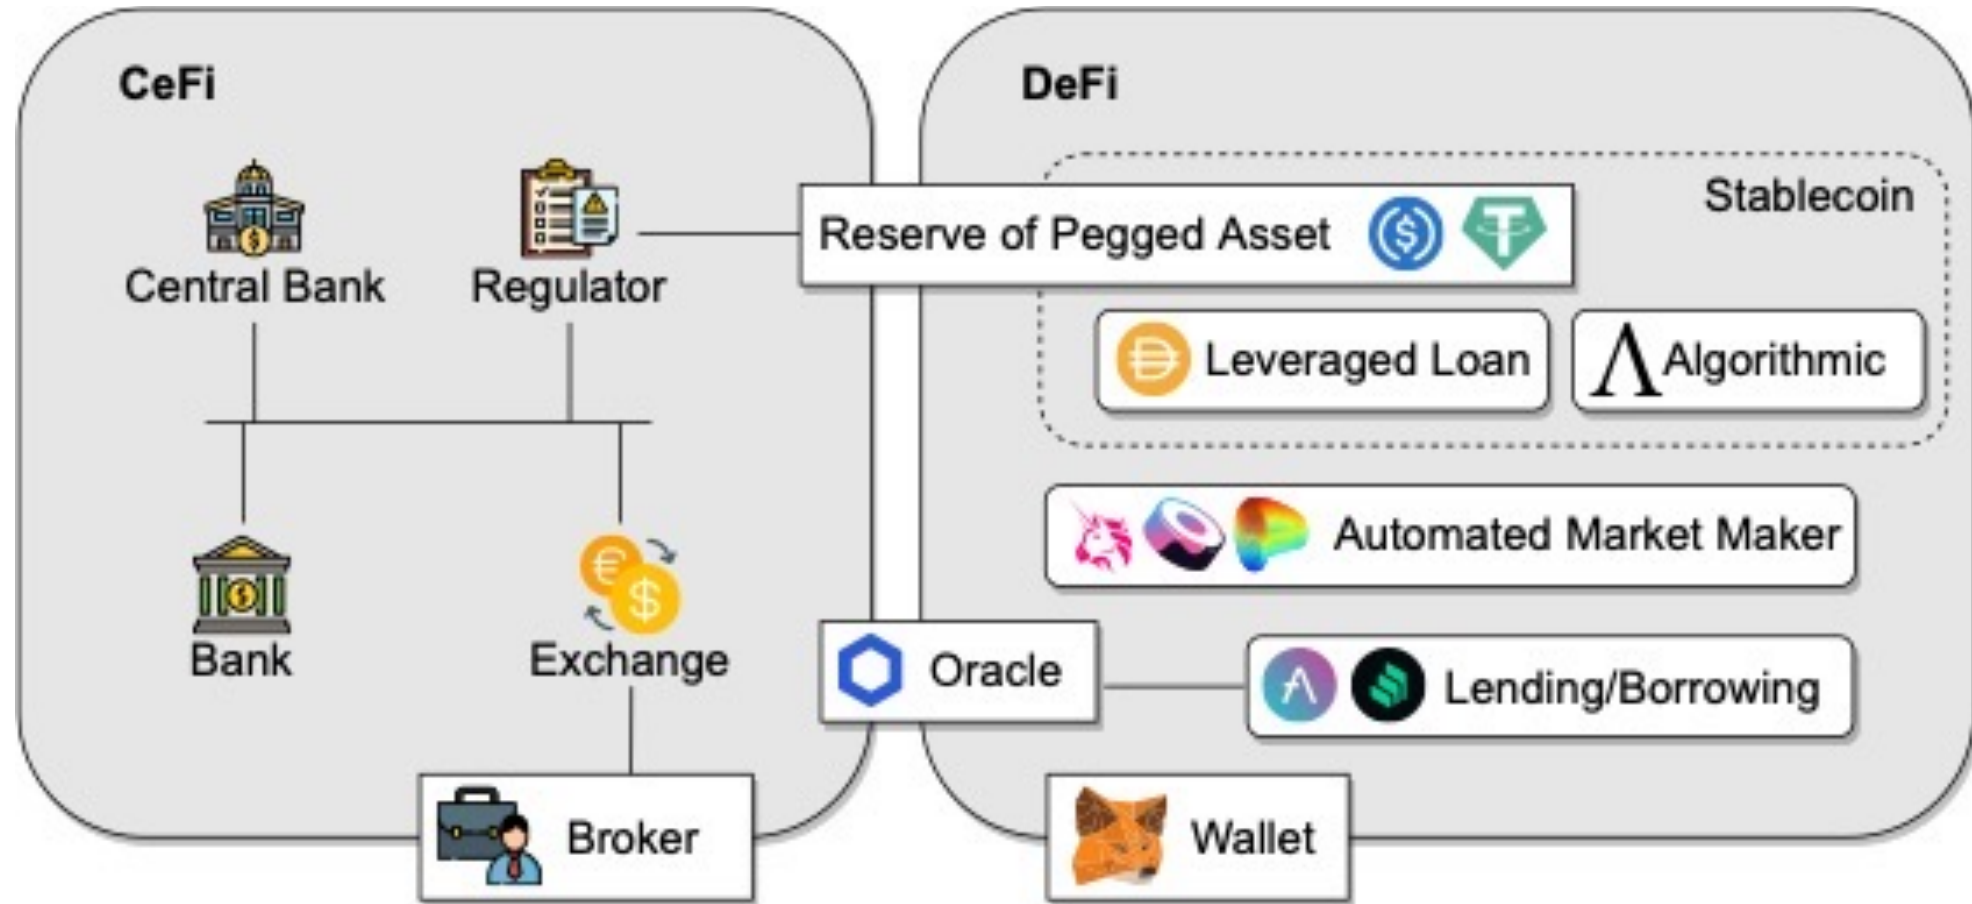 CeFi
DeFi
Stablecoin
Reserve of Pegged Asset
Central Bank
Regulator
Leveraged Loan
Algorithmic
Automated Market Maker
Bank
Exchange
Oracle
Lending/Borrowing
Broker
Wallet